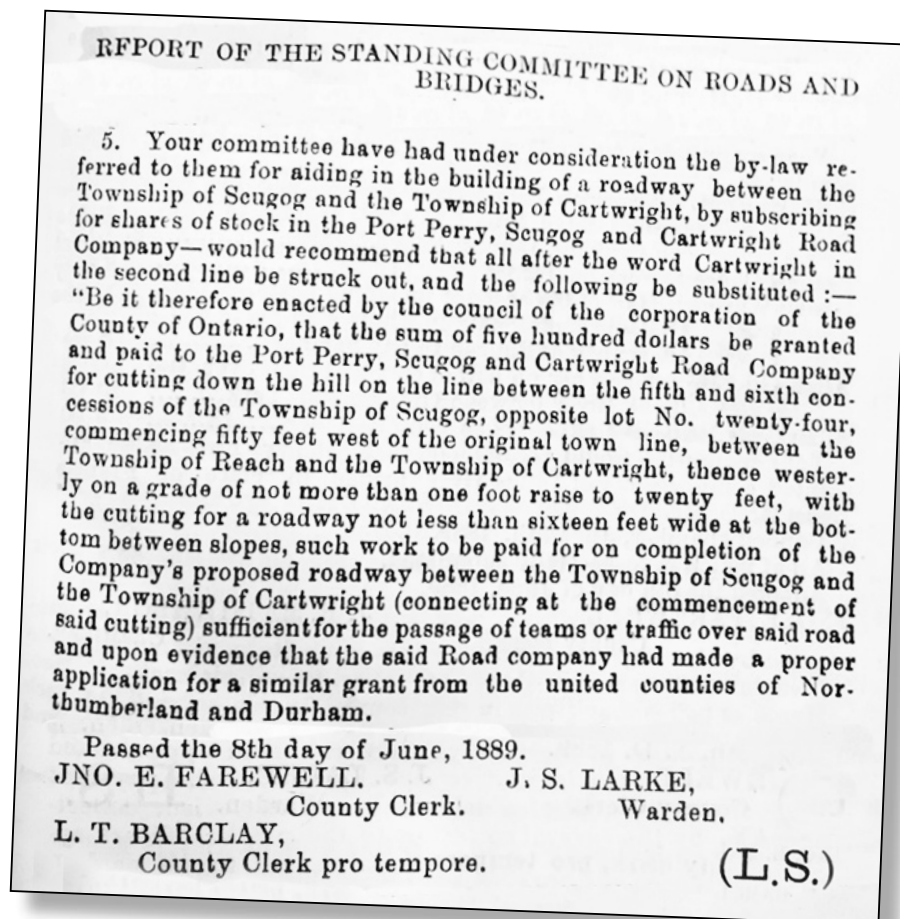 REPORT OF THE STANDING COMMITTEE ON ROADS AND
BRIDGES.
5. Your committee have had under consideration the by-law re-
ferred to them for aiding in the building of a roadway between the
Township of Scugog and the Township of Cartwright, by subscribing
for shares of stock in the Port Perry, Scugog and Cartwright Road
Company—would recommend that all after the word Cartwright in
the second line be struck out, and the following be substituted :—
"Be it therefore enacted by the council of the corporation of the
County of Ontario, that the sum of five hundred dollars be granted
and paid to the Port Perry, Scugog and Cartwright Road Company
for cutting down the hill on the line between the fifth and sixth con-
cessions of the Township of Scugog, opposite lot No. twenty-four,
commencing fifty feet west of the original town line, between the
Township of Reach and the Township of Cartwright, thence wester-
ly on a grade of not more than one foot raise to twenty feet, with
the cutting for a roadway not less than sixteen feet wide at the bot-
tom between slopes, such work to be paid for on completion of the
Company's proposed roadway between the Township of Scugog and
the Township of Cartwright (connecting at the commencement of
said cutting) sufficient for the passage of teams or traffic over said road
and upon evidence that the said Road company had made a proper
application for a similar grant from the united counties of Nor-
thumberland and Durham.
Passed the 8th day of June, 1889.
JNO. E. FAREWELL. J. S. LARKE,
County Clerk. Warden.
L. T. BARCLAY,
County Clerk pro tempore. (L.S.)